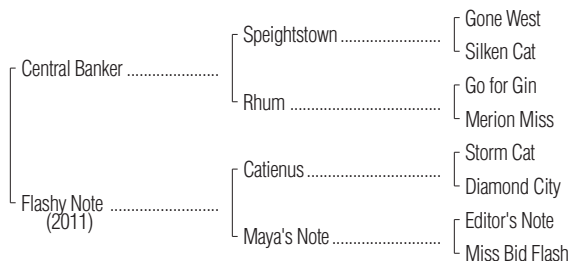 Gone West
Speightstown
Silken Cat
Central Banker
Go for Gin
Rhum
Merion Miss
Storm Cat
Catienus
Diamond City
Flashy Note
(2011)
Editor's Note
Maya's Note
Miss Bid Flash